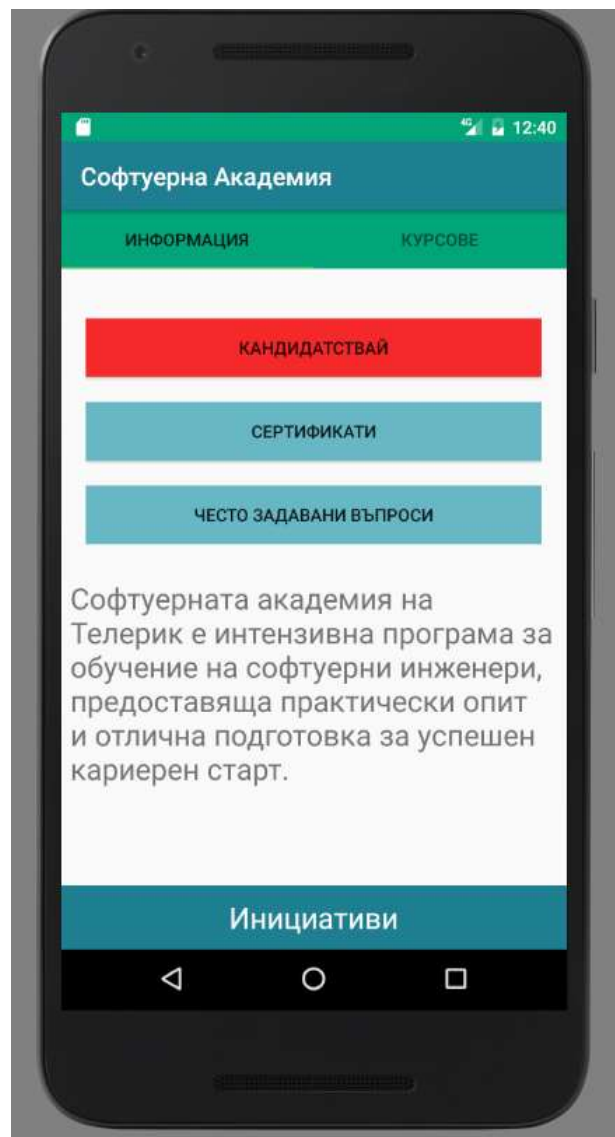 4G 12:40
Софтуерна Академия
ИНФОРМАЦИЯ КУРСОВЕ
КАНДИДАТСТВАЙ
СЕРТИФИКАТИ
ЧЕСТО ЗАДАВАНИ ВЪПРОСИ
Софтуерната академия на
Телерик е интензивна програма за
обучение на софтуерни инженери,
предоставяща практически опит
и отлична подготовка за успешен
кариерен старт.
Инициативи